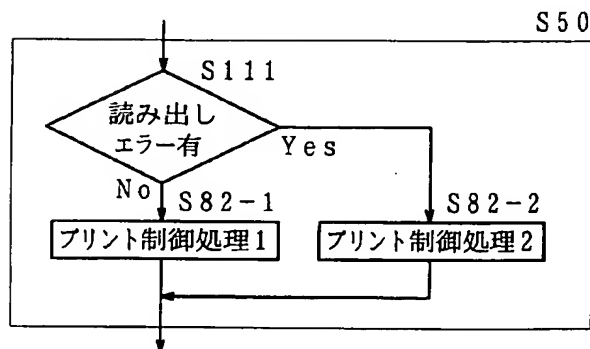 S50
S111
読み出し
エラー有
Yes
No
S82-1
S82-2
プリント制御処理1
プリント制御処理2